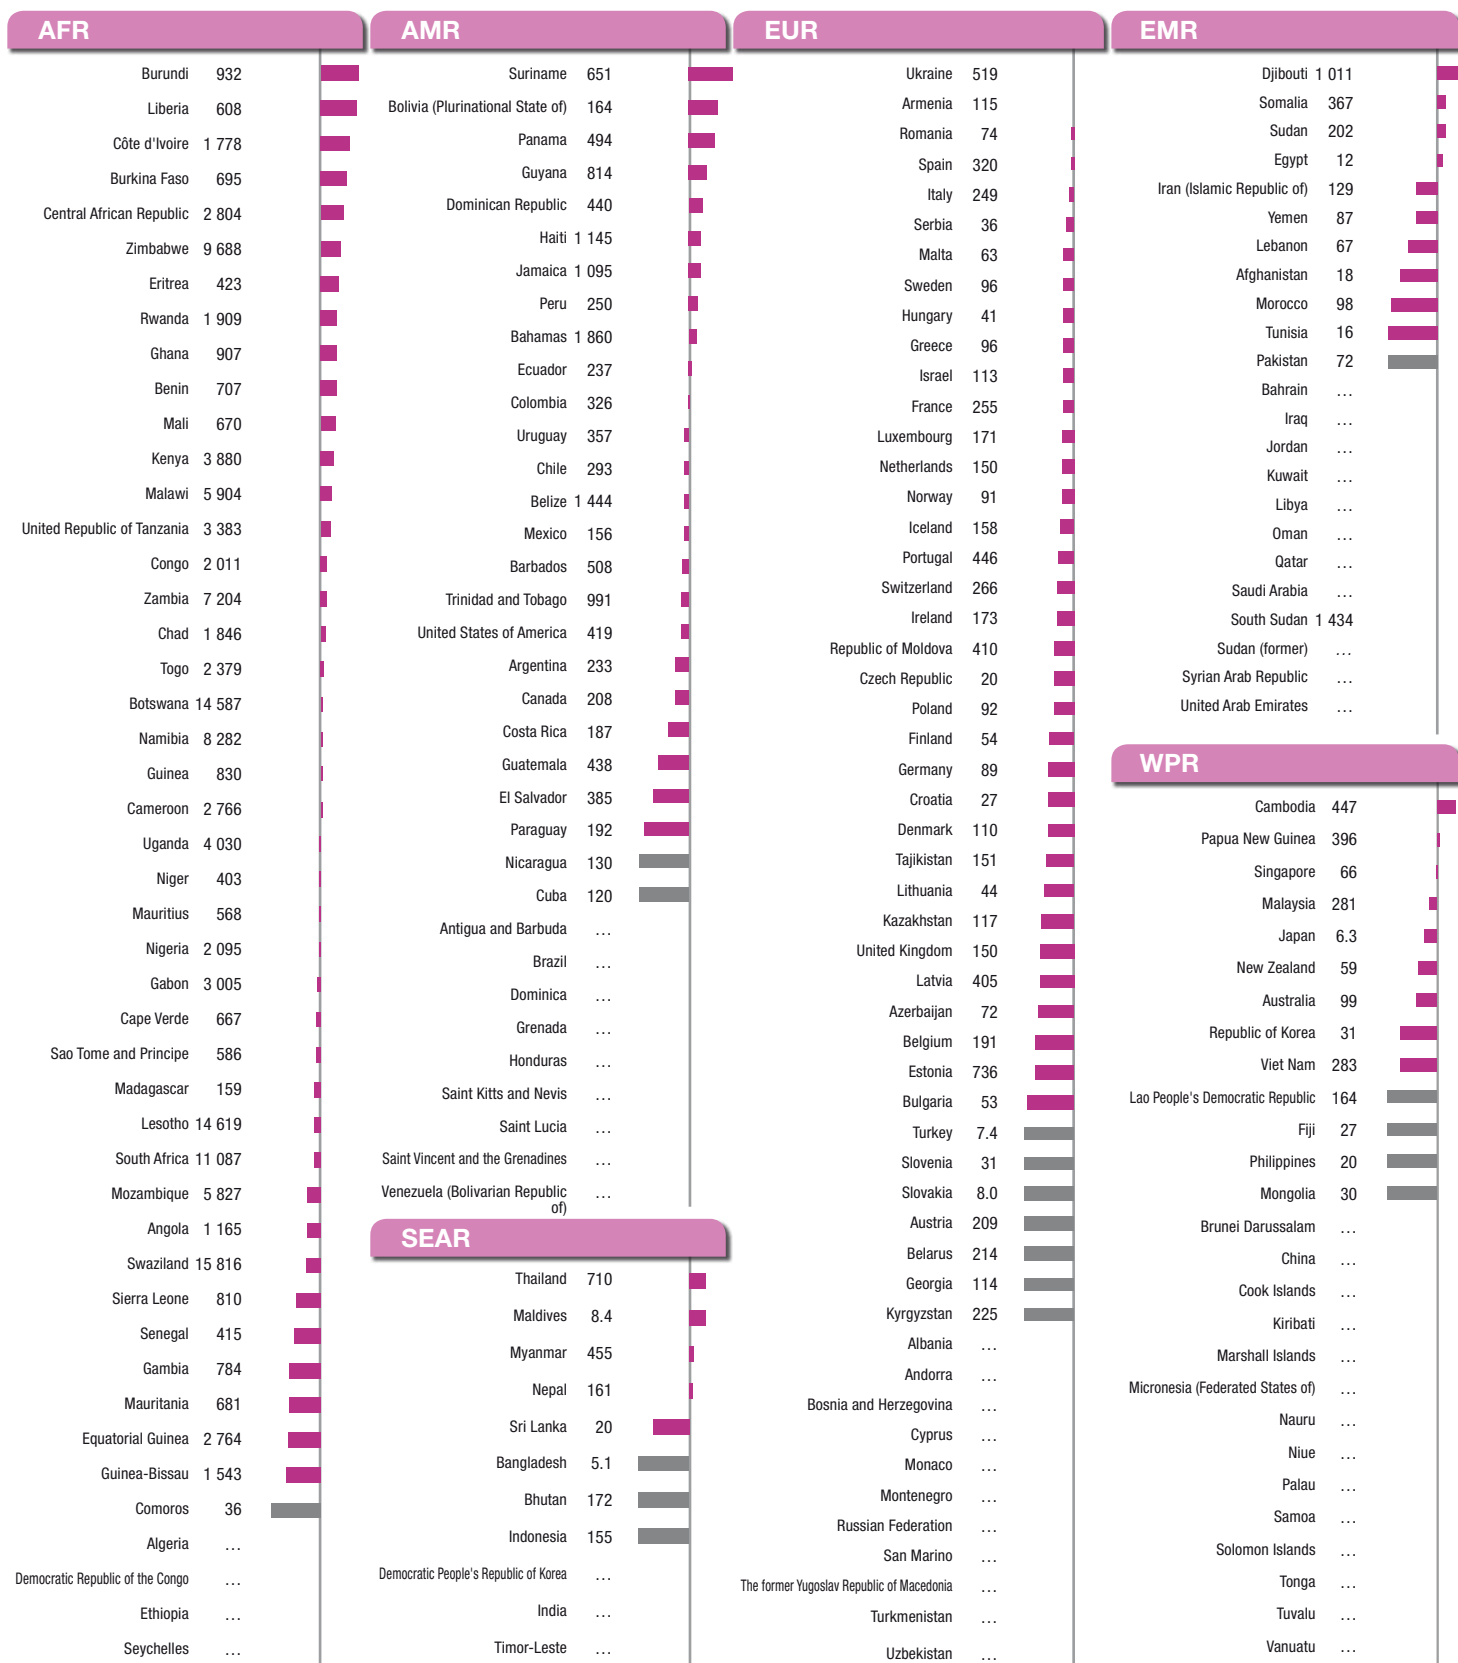 AFR
Burundi 932
Liberia 608
Côte d'Ivoire 1 778
Burkina Faso 695
Central African Republic 2 804
Zimbabwe 9 688
Eritrea 423
Rwanda 1 909
Ghana 907
Benin 707
Mali 670
Kenya 3 880
Malawi 5 904
United Republic of Tanzania 3 383
Congo 2 011
Zambia 7 204
Chad 1 846
Togo 2 379
Botswana 14 587
Namibia 8 282
Guinea 830
Cameroon 2 766
Uganda 4 030
Niger 403
Mauritius 568
Nigeria 2 095
Gabon 3 005
Cape Verde 667
Sao Tome and Principe 586
Madagascar 159
Lesotho 14 619
South Africa 11 087
Mozambique 5 827
Angola 1 165
Swaziland 15 816
Sierra Leone 810
Senegal 415
Gambia 784
Mauritania 681
Equatorial Guinea 2 764
Guinea-Bissau 1 543
Comoros 36
Algeria ...
Democratic Republic of the Congo ...
Ethiopia ...
Seychelles ...
AMR
Suriname 651
Bolivia (Plurinational State of) 164
Panama 494
Guyana 814
Dominican Republic 440
Haiti 1 145
Jamaica 1 095
Peru 250
Bahamas 1 860
Ecuador 237
Colombia 326
Uruguay 357
Chile 293
Belize 1 444
Mexico 156
Barbados 508
Trinidad and Tobago 991
United States of America 419
Argentina 233
Canada 208
Costa Rica 187
Guatemala 438
El Salvador 385
Paraguay 192
Nicaragua 130
Cuba 120
Antigua and Barbuda ...
Brazil ...
Dominica ...
Grenada ...
Honduras ...
Saint Kitts and Nevis ...
Saint Lucia ...
Saint Vincent and the Grenadines ...
Venezuela (Bolivarian Republic ...
of)
SEAR
Thailand 710
Maldives 8.4
Myanmar 455
Nepal 161
Sri Lanka 20
Bangladesh 5.1
Bhutan 172
Indonesia 155
Democratic People's Republic of Korea ...
India ...
Timor-Leste ...
EUR
Ukraine 519
Armenia 115
Romania 74
Spain 320
Italy 249
Serbia 36
Malta 63
Sweden 96
Hungary 41
Greece 96
Israel 113
France 255
Luxembourg 171
Netherlands 150
Norway 91
Iceland 158
Portugal 446
Switzerland 266
Ireland 173
Republic of Moldova 410
Czech Republic 20
Poland 92
Finland 54
Germany 89
Croatia 27
Denmark 110
Tajikistan 151
Lithuania 44
Kazakhstan 117
United Kingdom 150
Latvia 405
Azerbaijan 72
Belgium 191
Estonia 736
Bulgaria 53
Turkey 7.4
Slovenia 31
Slovakia 8.0
Austria 209
Belarus 214
Georgia 114
Kyrgyzstan 225
Albania ...
Andorra ...
Bosnia and Herzegovina ...
Cyprus ...
Monaco ...
Montenegro ...
Russian Federation ...
San Marino ...
The former Yugoslav Republic of Macedonia ...
Turkmenistan ...
Uzbekistan ...
EMR
Djibouti 1 011
Somalia 367
Sudan 202
Egypt 12
Iran (Islamic Republic of) 129
Yemen 87
Lebanon 67
Afghanistan 18
Morocco 98
Tunisia 16
Pakistan 72
Bahrain ...
Iraq ...
Jordan ...
Kuwait ...
Libya ...
Oman ...
Qatar ...
Saudi Arabia ...
South Sudan 1 434
Sudan (former) ...
Syrian Arab Republic ...
United Arab Emirates ...
WPR
Cambodia 447
Papua New Guinea 396
Singapore 66
Malaysia 281
Japan 6.3
New Zealand 59
Australia 99
Republic of Korea 31
Viet Nam 283
Lao People's Democratic Republic 164
Fiji 27
Philippines 20
Mongolia 30
Brunei Darussalam ...
China ...
Cook Islands ...
Kiribati ...
Marshall Islands ...
Micronesia (Federated States of) ...
Nauru ...
Niue ...
Palau ...
Samoa ...
Solomon Islands ...
Tonga ...
Tuvalu ...
Vanuatu ...